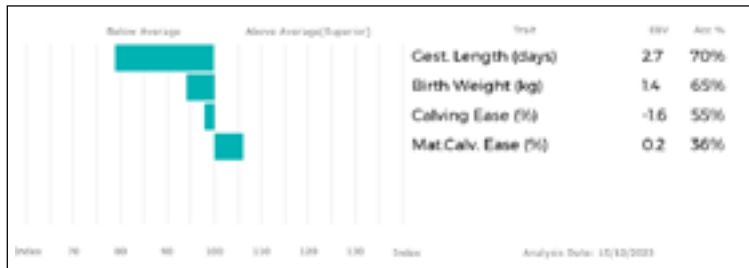 Below Average Above Average(Superior) Trait EBV Acc %
Gest. Length (days) 2.7 70%
Birth Weight (kg) 1.4 65%
Calving Ease (%) -1.6 55%
Mat.Calv. Ease (%) 0.2 36%
Index 70 80 90 100 110 120 130 Index Analysis Date: